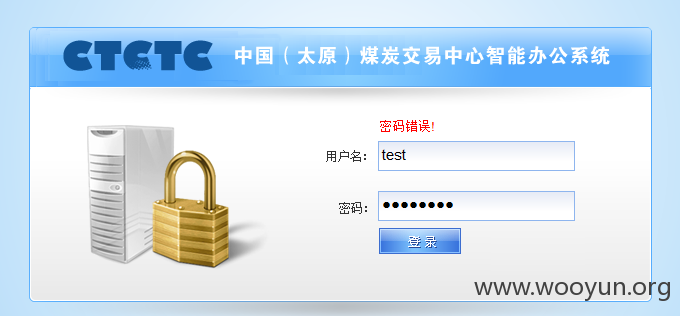 CTCTC 中国（太原）煤炭交易中心智能办公系统
密码错误!
用户名： test
密码： ●●●●●●●●
登 录
www.wooyun.org